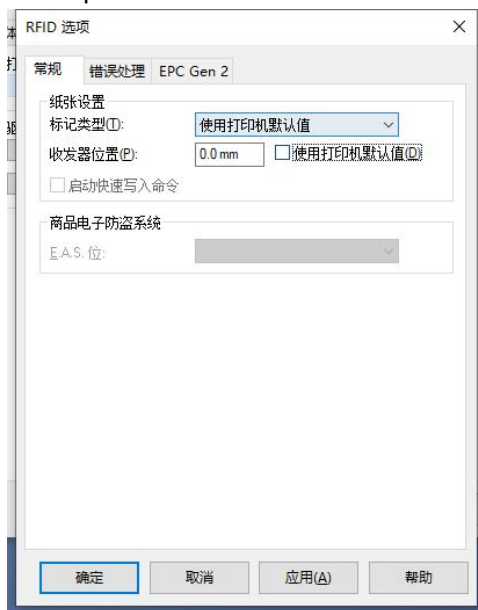 RFID 选项
常规 错误处理 EPC Gen 2
纸张设置
标记类型(T): 使用打印机默认值
收发器位置(P): 0.0 mm 使用打印机默认值(D)
启动快速写入命令
商品电子防盗系统
E.A.S. 位:
确定 取消 应用(A) 帮助